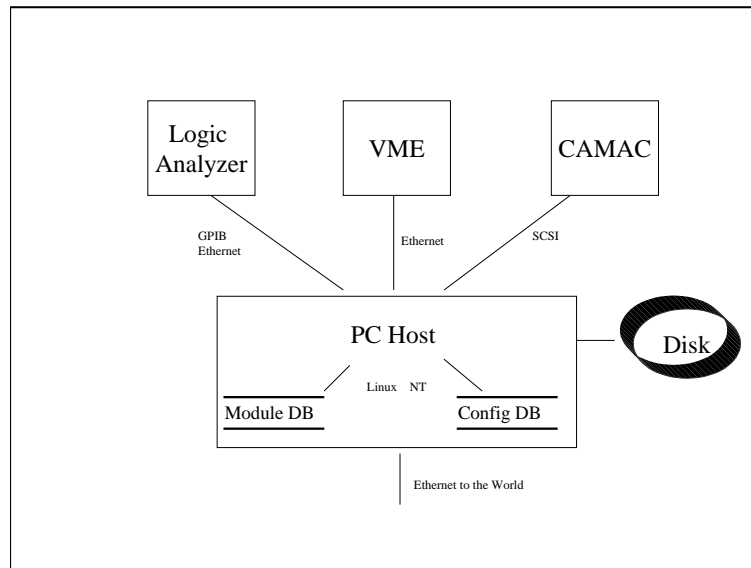 Logic
Analyzer
VME
CAMAC
GPIB
Ethernet
Ethernet
SCSI
PC Host
Disk
Linux NT
Module DB
Config DB
Ethernet to the World